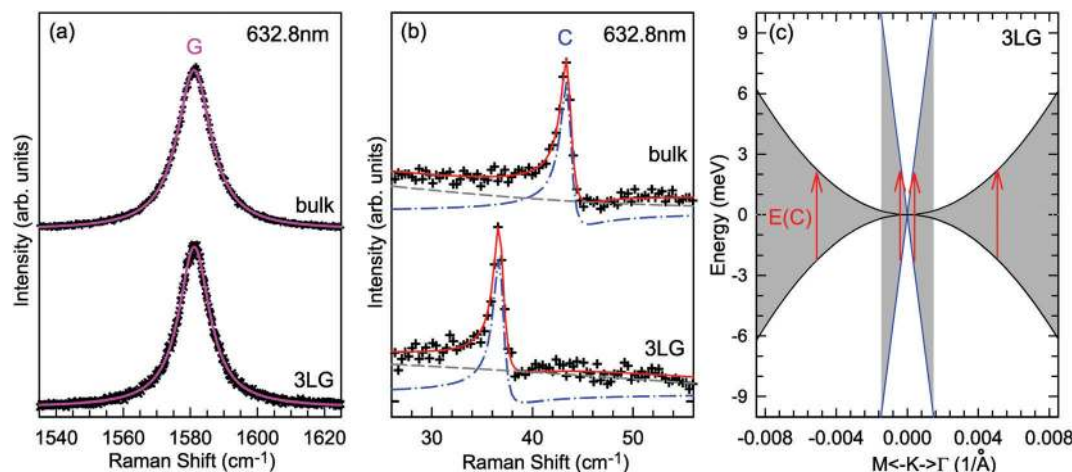 (a)
632.8nm
G
bulk
3LG
Intensity (arb. units)
1540 1560 1580 1600 1620
Raman Shift (cm⁻¹)
(b)
632.8nm
C
bulk
3LG
Intensity (arb. units)
30 40 50
Raman Shift (cm⁻¹)
(c)
3LG
E(C)
Energy (meV)
9
6
3
0
-3
-6
-9
-0.008 -0.004 0.000 0.004 0.008
M<-K->Γ (1/Å)